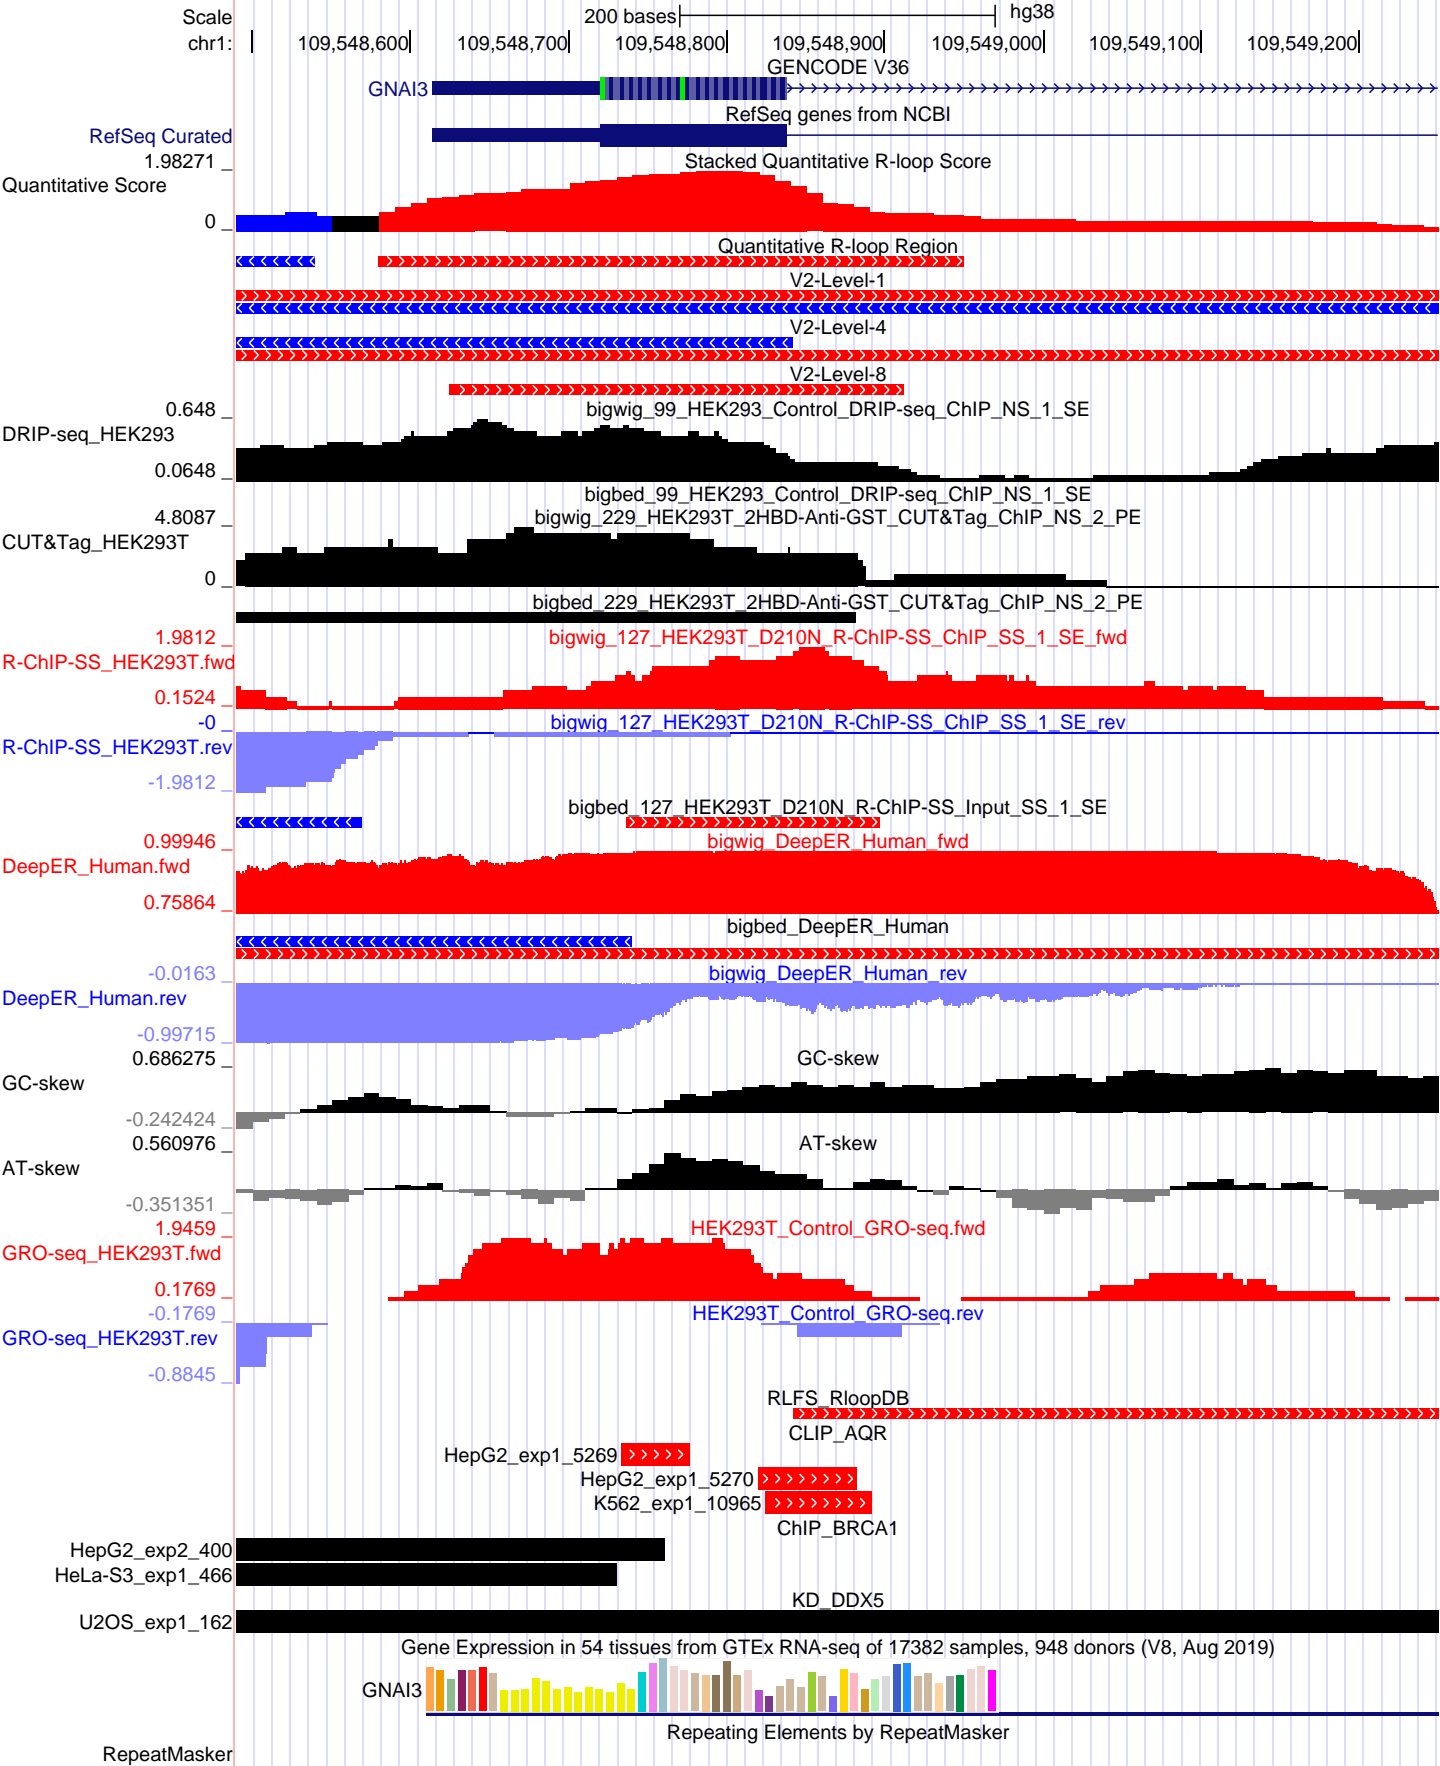 Scale 200 bases hg38
chr1: 109,548,600 109,548,700 109,548,800 109,548,900 109,549,000 109,549,100 109,549,200
GENCODE V36
GNAI3
RefSeq genes from NCBI
RefSeq Curated
1.98271 Stacked Quantitative R-loop Score
Quantitative Score
0
Quantitative R-loop Region
V2-Level-1
V2-Level-4
V2-Level-8
0.648 bigwig_99_HEK293_Control_DRIP-seq_ChIP_NS_1_SE
DRIP-seq_HEK293
0.0648
bigbed_99_HEK293_Control_DRIP-seq_ChIP_NS_1_SE
4.8087 bigwig_229_HEK293T_2HBD-Anti-GST_CUT&Tag_ChIP_NS_2_PE
CUT&Tag_HEK293T
0
bigbed_229_HEK293T_2HBD-Anti-GST_CUT&Tag_ChIP_NS_2_PE
1.9812 bigwig_127_HEK293T_D210N_R-ChIP-SS_ChIP_SS_1_SE_fwd
R-ChIP-SS_HEK293T.fwd
0.1524
-0 bigwig_127_HEK293T_D210N_R-ChIP-SS_ChIP_SS_1_SE_rev
R-ChIP-SS_HEK293T.rev
-1.9812
bigbed_127_HEK293T_D210N_R-ChIP-SS_Input_SS_1_SE
0.99946 bigwig_DeepER_Human_fwd
DeepER_Human.fwd
0.75864
bigbed_DeepER_Human
-0.0163 bigwig_DeepER_Human_rev
DeepER_Human.rev
-0.99715
0.686275 GC-skew
GC-skew
-0.242424
0.560976 AT-skew
AT-skew
-0.351351
1.9459 HEK293T_Control_GRO-seq.fwd
GRO-seq_HEK293T.fwd
0.1769
-0.1769 HEK293T_Control_GRO-seq.rev
GRO-seq_HEK293T.rev
-0.8845
RLFS_RloopDB
CLIP_AQR
HepG2_exp1_5269
HepG2_exp1_5270
K562_exp1_10965
ChIP_BRCA1
HepG2_exp2_400
HeLa-S3_exp1_466
KD_DDX5
U2OS_exp1_162
Gene Expression in 54 tissues from GTEx RNA-seq of 17382 samples, 948 donors (V8, Aug 2019)
GNAI3
Repeating Elements by RepeatMasker
RepeatMasker